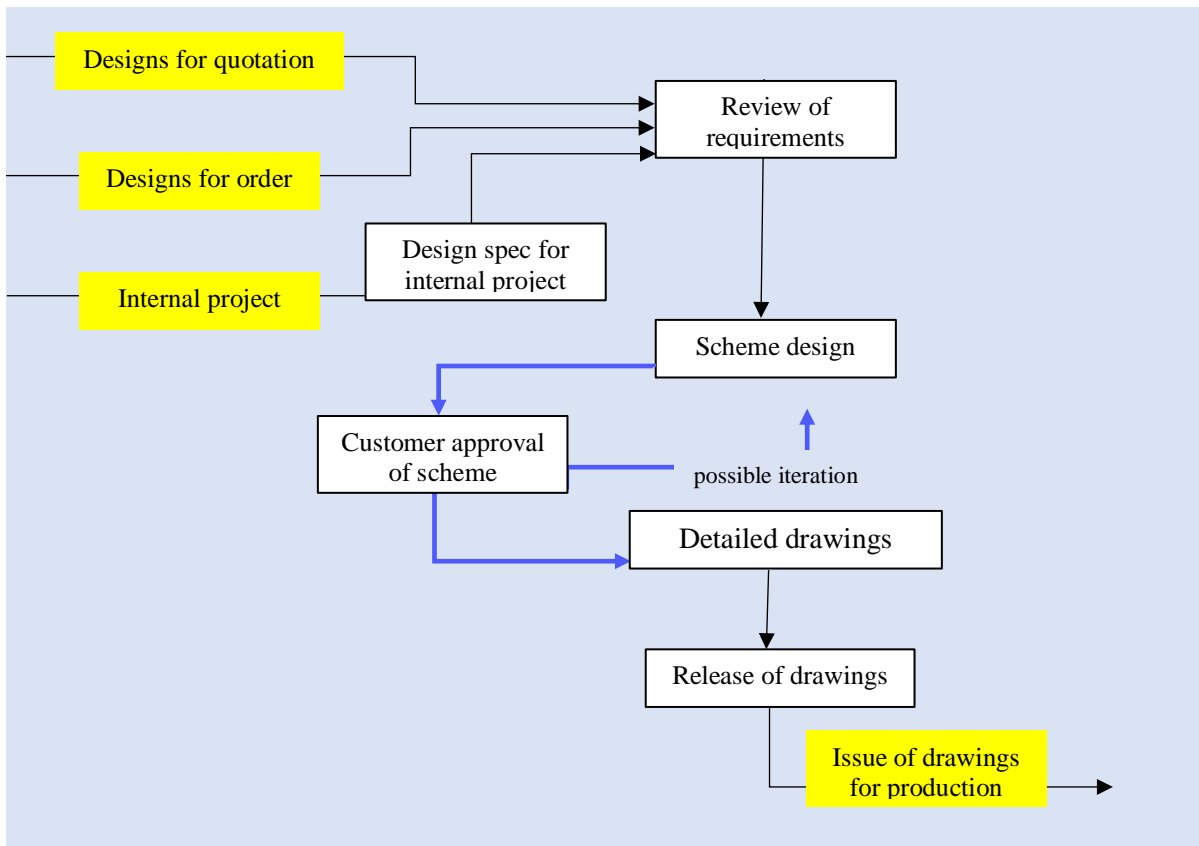 Designs for quotation
Review of
requirements
Designs for order
Design spec for
internal project
Internal project
Scheme design
Customer approval
of scheme
possible iteration
Detailed drawings
Release of drawings
Issue of drawings
for production